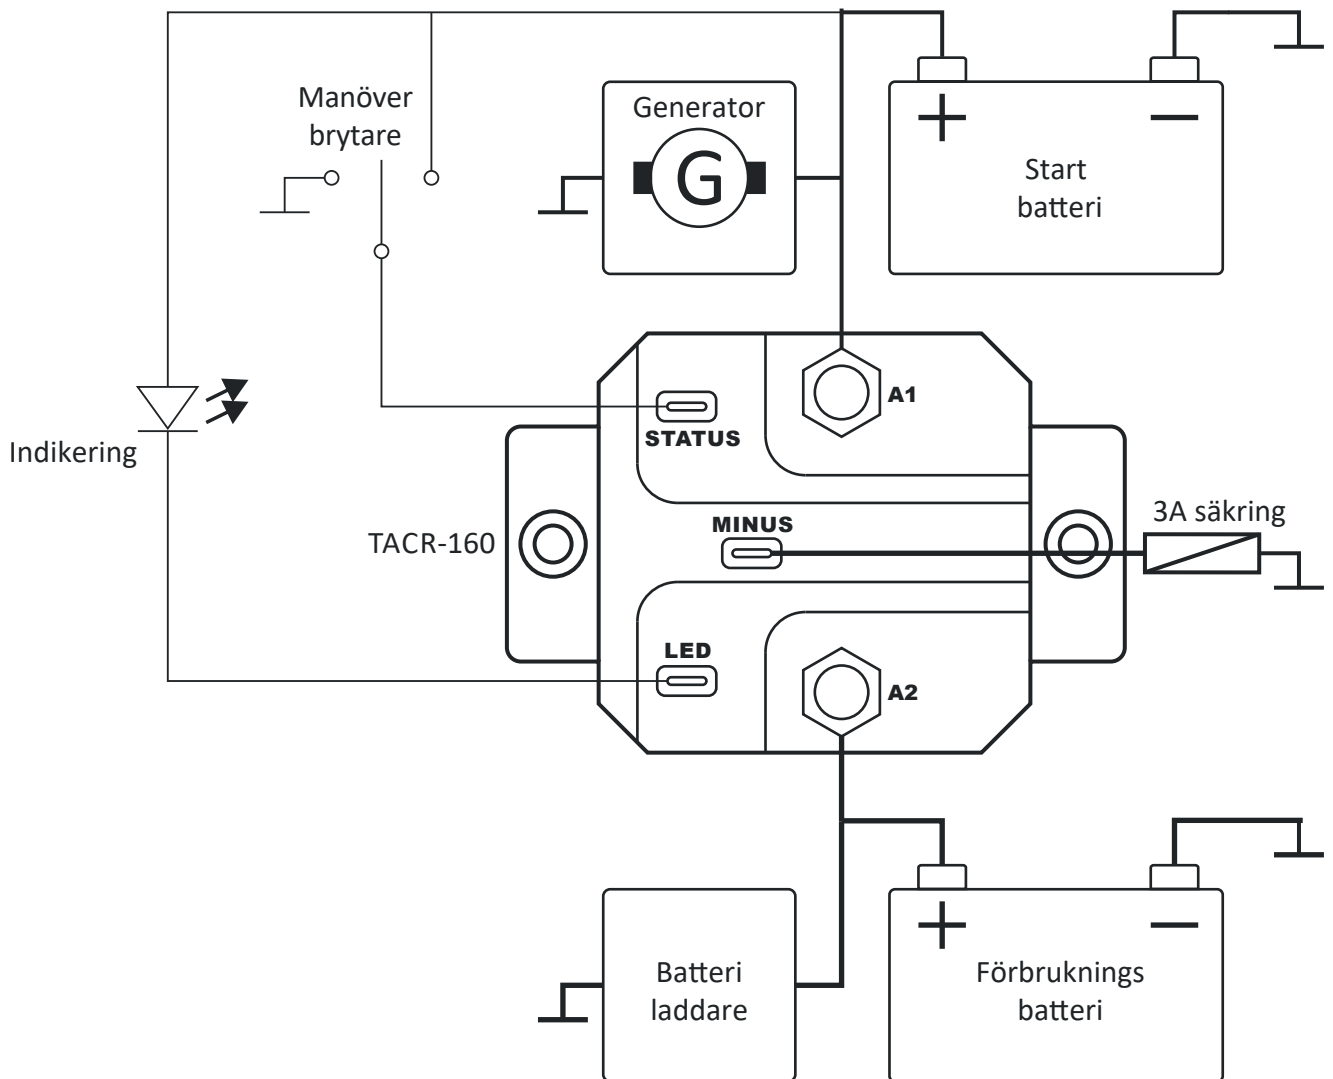 Manöver
brytare
Generator
G
+
−
Start
batteri
A1
STATUS
Indikering
MINUS
3A säkring
TACR-160
LED
A2
+
−
Batteri
laddare
Förbruknings
batteri